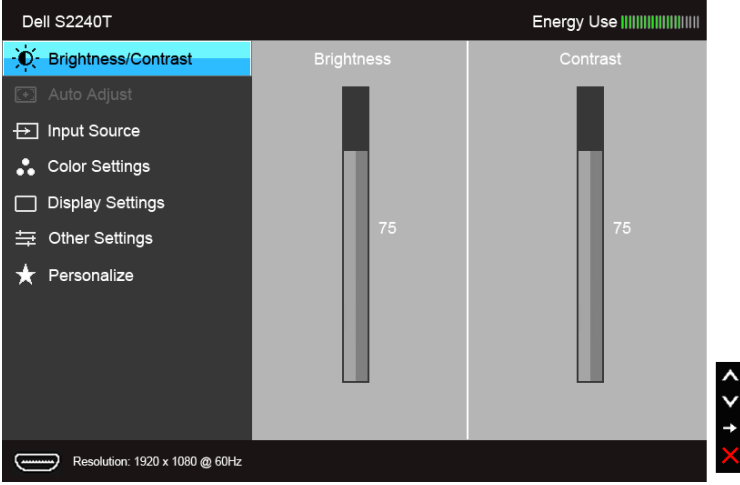 Dell S2240T
Energy Use
Brightness/Contrast
Auto Adjust
Input Source
Color Settings
Display Settings
Other Settings
Personalize
Brightness
75
Contrast
75
Resolution: 1920 x 1080 @ 60Hz